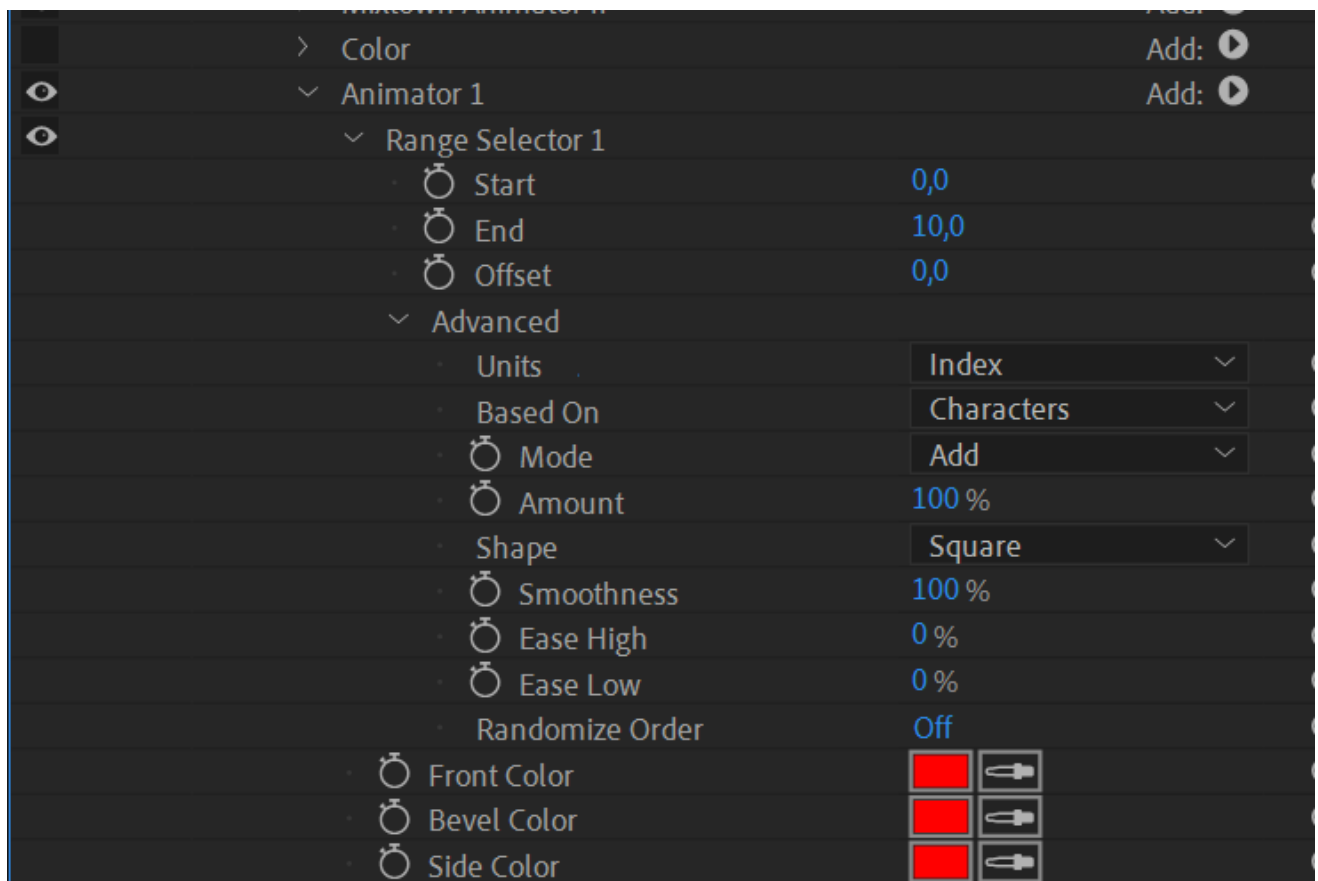 Color Add:
Animator 1 Add:
Range Selector 1
Start 0,0
End 10,0
Offset 0,0
Advanced
Units Index
Based On Characters
Mode Add
Amount 100 %
Shape Square
Smoothness 100 %
Ease High 0 %
Ease Low 0 %
Randomize Order Off
Front Color
Bevel Color
Side Color